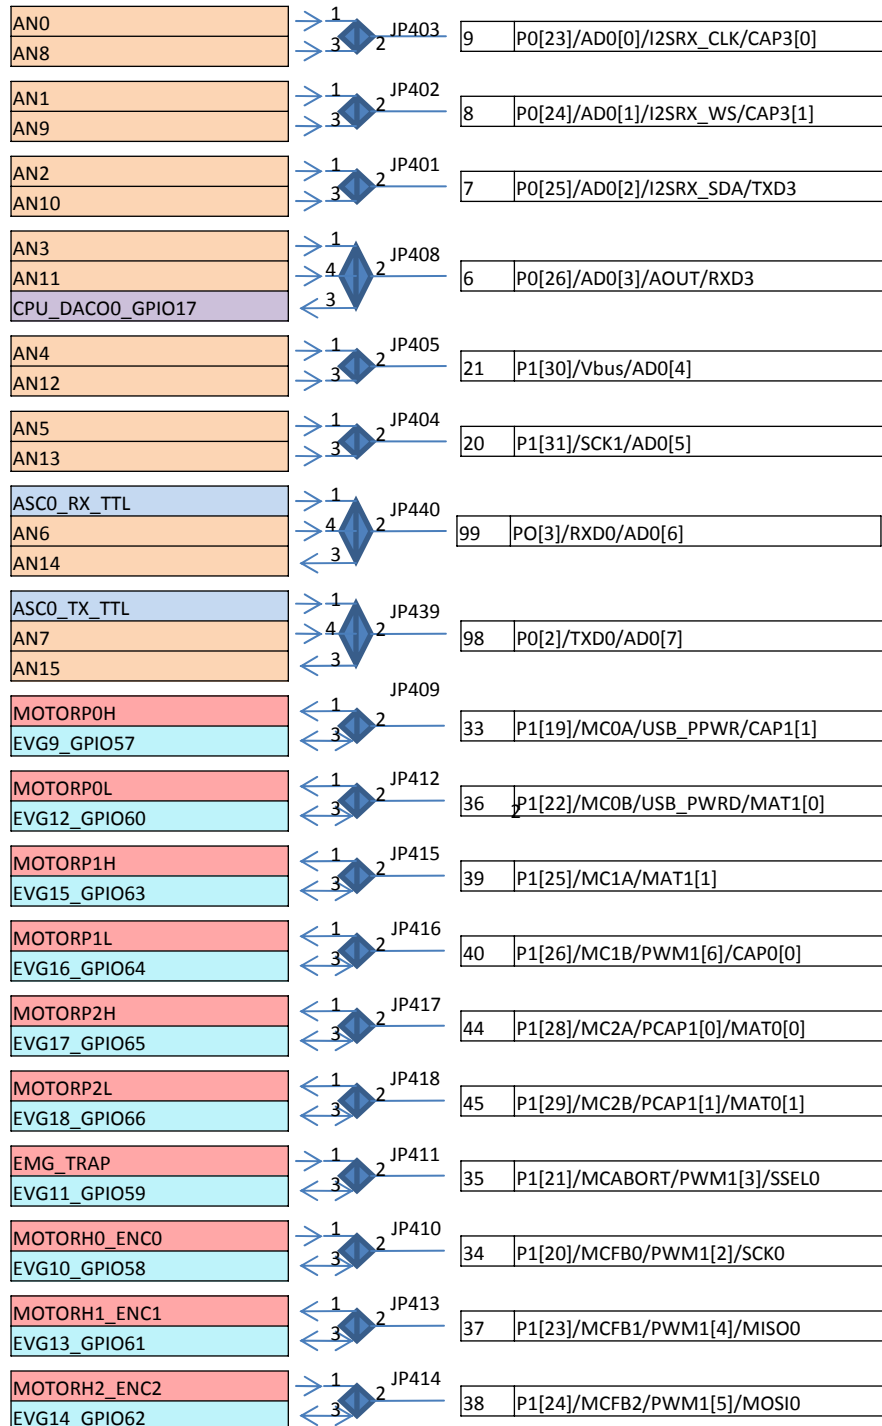 AN0 1 JP403
AN8 3 2 9 P0[23]/AD0[0]/I2SRX_CLK/CAP3[0]
AN1 1 2 JP402
AN9 3 8 P0[24]/AD0[1]/I2SRX_WS/CAP3[1]
AN2 1 2 JP401
AN10 3 7 P0[25]/AD0[2]/I2SRX_SDA/TXD3
AN3 1 JP408
AN11 4 2 6 P0[26]/AD0[3]/AOUT/RXD3
CPU_DACO0_GPIO17 3
AN4 1 2 JP405
AN12 3 21 P1[30]/Vbus/AD0[4]
AN5 1 2 JP404
AN13 3 20 P1[31]/SCK1/AD0[5]
ASC0_RX_TTL 1 JP440
AN6 4 2 99 PO[3]/RXD0/AD0[6]
AN14 3
ASC0_TX_TTL 1 JP439
AN7 4 2 98 P0[2]/TXD0/AD0[7]
AN15 3
JP409
MOTORP0H 1 2
EVG9_GPIO57 3 33 P1[19]/MC0A/USB_PPWR/CAP1[1]
MOTORP0L 1 2 JP412
EVG12_GPIO60 3 36 2 P1[22]/MC0B/USB_PWRD/MAT1[0]
MOTORP1H 1 2 JP415
EVG15_GPIO63 3 39 P1[25]/MC1A/MAT1[1]
MOTORP1L 1 2 JP416
EVG16_GPIO64 3 40 P1[26]/MC1B/PWM1[6]/CAP0[0]
MOTORP2H 1 2 JP417
EVG17_GPIO65 3 44 P1[28]/MC2A/PCAP1[0]/MAT0[0]
MOTORP2L 1 2 JP418
EVG18_GPIO66 3 45 P1[29]/MC2B/PCAP1[1]/MAT0[1]
EMG_TRAP 1 2 JP411
EVG11_GPIO59 3 35 P1[21]/MCABORT/PWM1[3]/SSEL0
MOTORH0_ENC0 1 2 JP410
EVG10_GPIO58 3 34 P1[20]/MCFB0/PWM1[2]/SCK0
MOTORH1_ENC1 1 2 JP413
EVG13_GPIO61 3 37 P1[23]/MCFB1/PWM1[4]/MISO0
MOTORH2_ENC2 1 2 JP414
EVG14_GPIO62 3 38 P1[24]/MCFB2/PWM1[5]/MOSI0